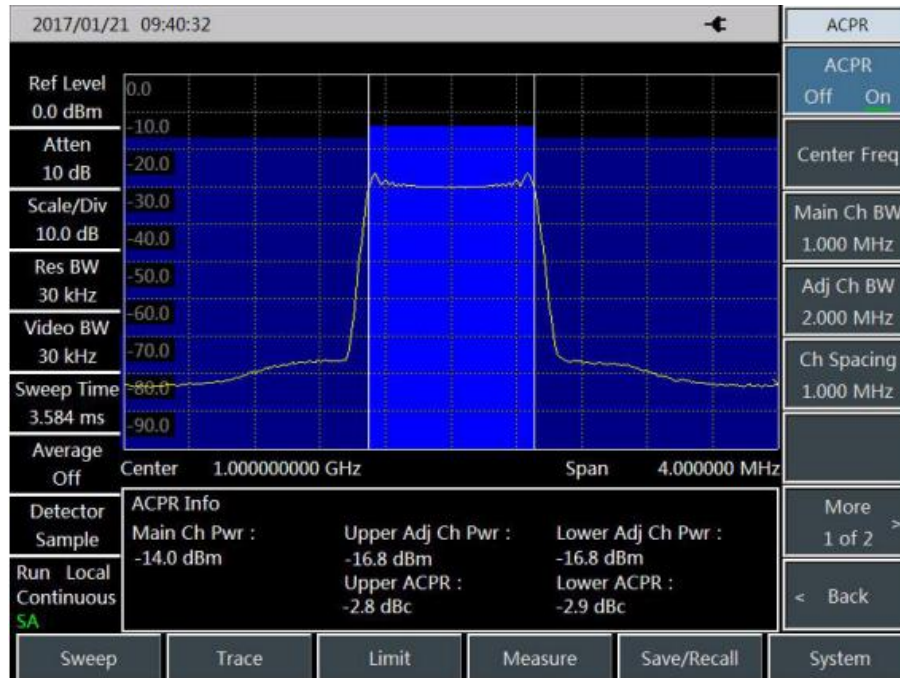 2017/01/21 09:40:32
ACPR
Ref Level
0.0 dBm
Atten
10 dB
Scale/Div
10.0 dB
Res BW
30 kHz
Video BW
30 kHz
Sweep Time
3.584 ms
Average
Off
Detector
Sample
Run Local
Continuous
SA
0.0
-10.0
-20.0
-30.0
-40.0
-50.0
-60.0
-70.0
-80.0
-90.0
Center 1.0000000000 GHz Span 4.000000 MHz
ACPR Info
Main Ch Pwr : Upper Adj Ch Pwr : Lower Adj Ch Pwr :
-14.0 dBm -16.8 dBm -16.8 dBm
Upper ACPR : Lower ACPR :
-2.8 dBc -2.9 dBc
ACPR
Off On
Center Freq
Main Ch BW
1.000 MHz
Adj Ch BW
2.000 MHz
Ch Spacing
1.000 MHz
More >
1 of 2
< Back
Sweep Trace Limit Measure Save/Recall System